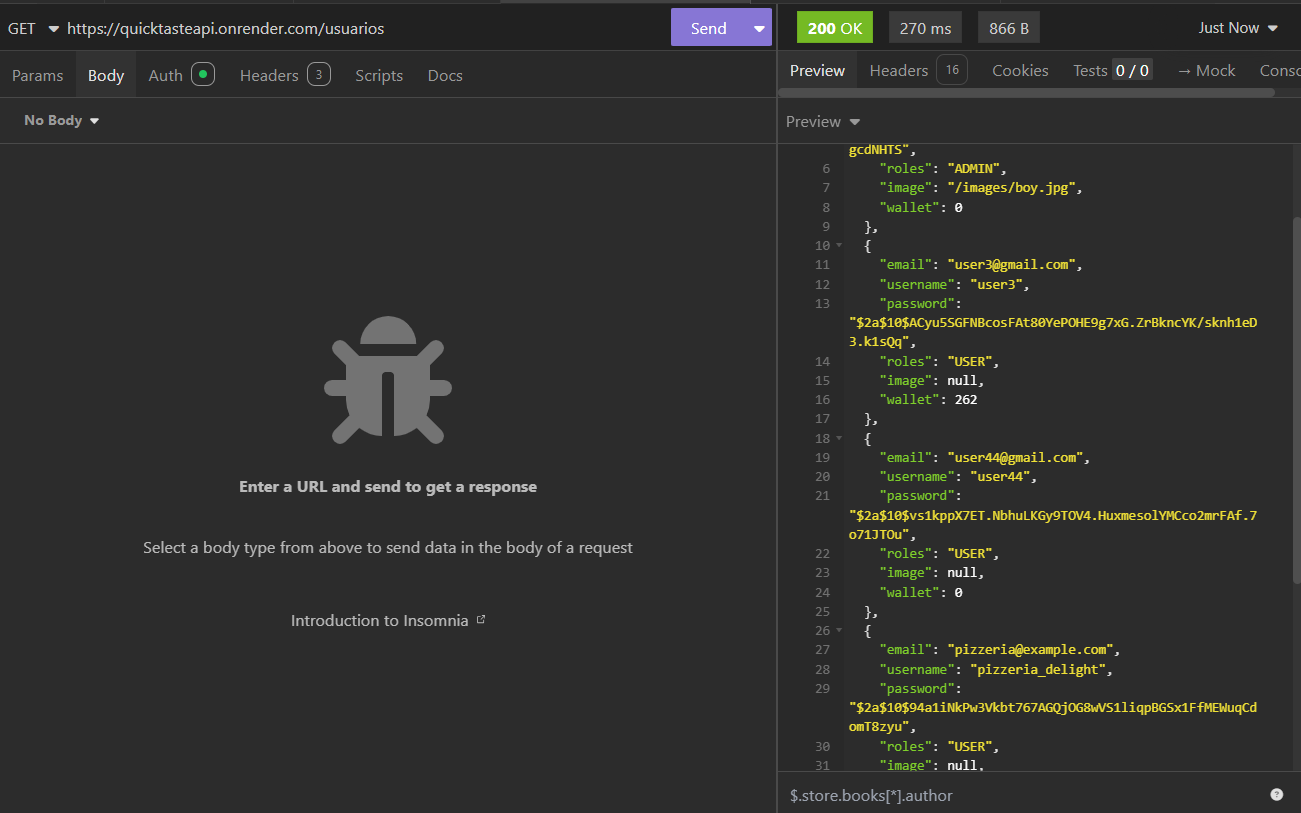 GET https://quicktasteapi.onrender.com/usuarios Send
200 OK 270 ms 866 B Just Now
Params Body Auth Headers 3 Scripts Docs
Preview Headers 16 Cookies Tests 0 / 0 → Mock Conso
No Body
Enter a URL and send to get a response
Select a body type from above to send data in the body of a request
Introduction to Insomnia
Preview
gcdNHTS",
6 "roles": "ADMIN",
7 "image": "/images/boy.jpg",
8 "wallet": 0
9 },
10 {
11 "email": "user3@gmail.com",
12 "username": "user3",
13 "password":
"$2a$10$ACyu5SGFNBcosFAt80YePOHE9g7xG.ZrBkncYK/sknh1eD
3.k1sQq",
14 "roles": "USER",
15 "image": null,
16 "wallet": 262
17 },
18 {
19 "email": "user44@gmail.com",
20 "username": "user44",
21 "password":
"$2a$10$vs1kppX7ET.NbhuLKGy9TOV4.HuxmesolYMCco2mrFAf.7
o71JTOu",
22 "roles": "USER",
23 "image": null,
24 "wallet": 0
25 },
26 {
27 "email": "pizzeria@example.com",
28 "username": "pizzeria_delight",
29 "password":
"$2a$10$94a1iNkPw3Vkbt767AGQjOG8wVS1liqpBGSx1FfMEWuqCd
omT8zyu",
30 "roles": "USER",
31 "image": null,
$.store.books[*].author